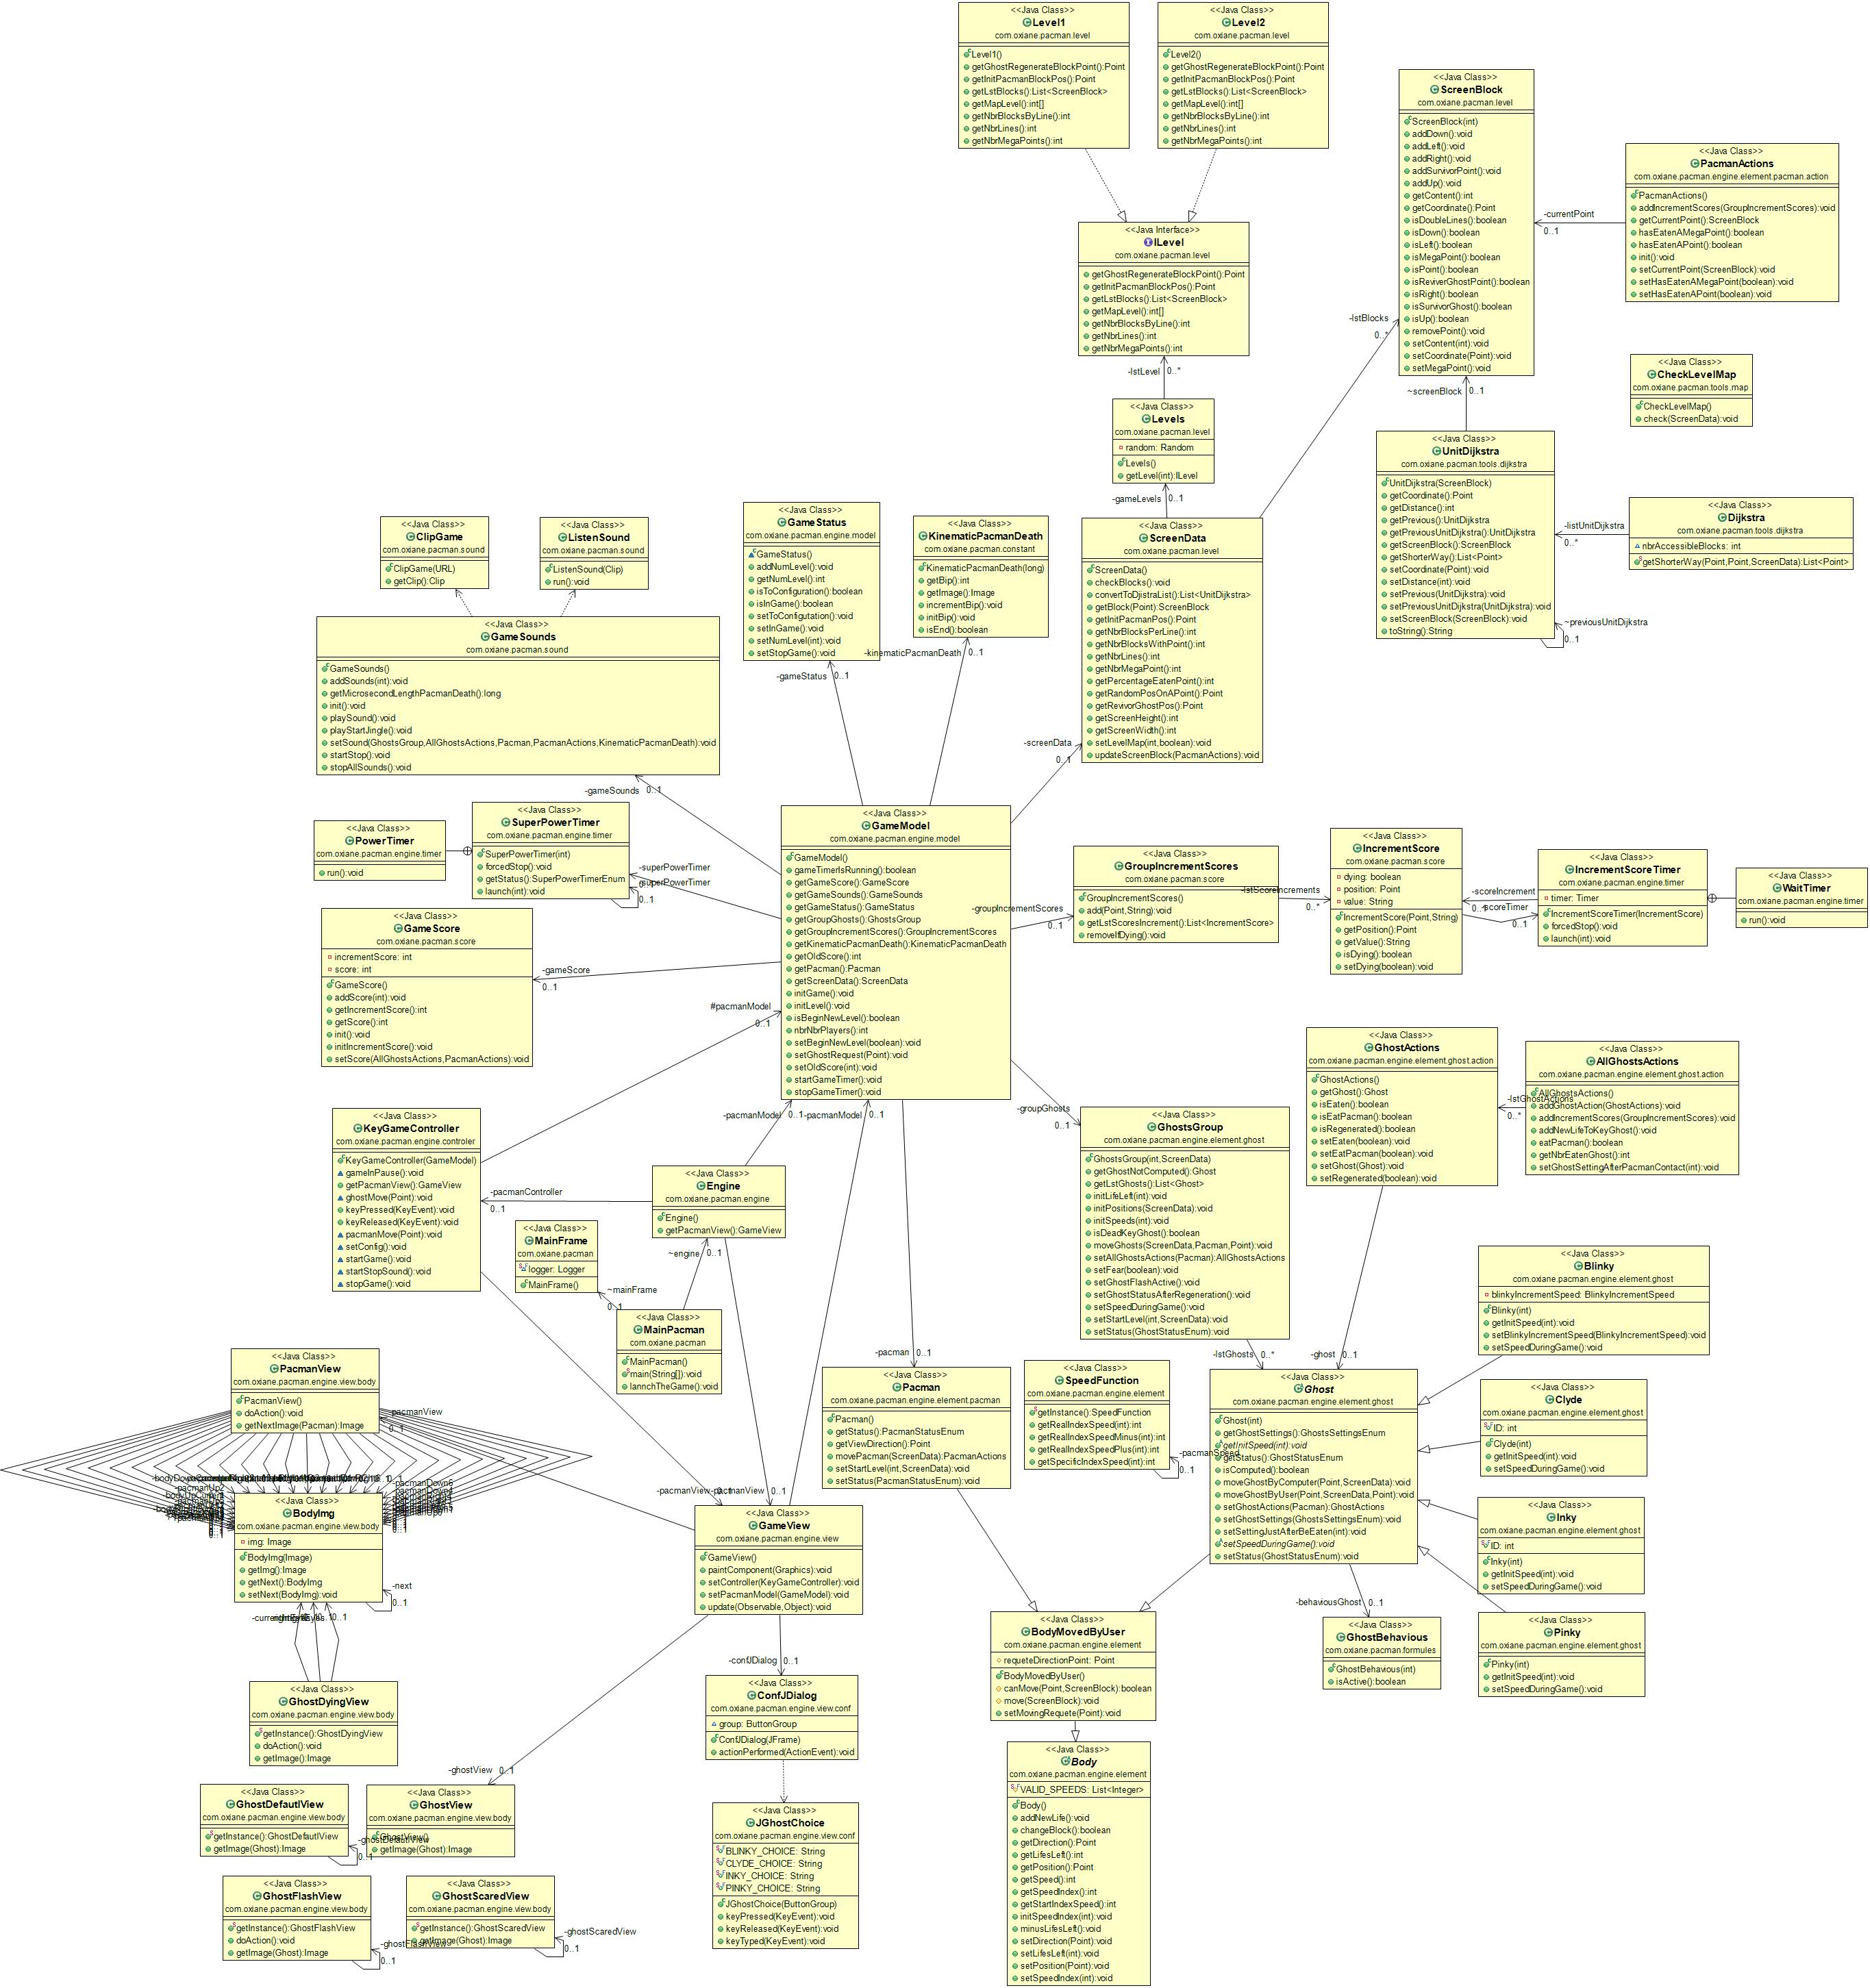 <<Java Class>>
Level1
com.oxiane.pacman.level
Level1()
getGhostRegenerateBlockPoint():Point
getInitPacmanBlockPos():Point
getLstBlocks():List<ScreenBlock>
getMapLevel():int[]
getNbrBlocksByLine():int
getNbrLines():int
getNbrMegaPoints():int
<<Java Class>>
Level2
com.oxiane.pacman.level
Level2()
getGhostRegenerateBlockPoint():Point
getInitPacmanBlockPos():Point
getLstBlocks():List<ScreenBlock>
getMapLevel():int[]
getNbrBlocksByLine():int
getNbrLines():int
getNbrMegaPoints():int
<<Java Class>>
ScreenBlock
com.oxiane.pacman.level
ScreenBlock(int)
addDown():void
addLeft():void
addRight():void
addSurvivorPoint():void
addUp():void
getContent():int
getCoordinate():Point
isDoubleLines():boolean
isDown():boolean
isLeft():boolean
isMegaPoint():boolean
isPoint():boolean
isReviverGhostPoint():boolean
isRight():boolean
isSurvivorGhost():boolean
isUp():boolean
removePoint():void
setContent(int):void
setCoordinate(Point):void
setMegaPoint():void
<<Java Class>>
PacmanActions
com.oxiane.pacman.engine.element.pacman.action
PacmanActions()
addIncrementScores(GroupIncrementScores):void
getCurrentPoint():ScreenBlock
hasEatenAMegaPoint():boolean
hasEatenAPoint():boolean
init():void
setCurrentPoint(ScreenBlock):void
setHasEatenAMegaPoint(boolean):void
setHasEatenAPoint(boolean):void
-currentPoint
0..1
<<Java Interface>>
ILevel
com.oxiane.pacman.level
getGhostRegenerateBlockPoint():Point
getInitPacmanBlockPos():Point
getLstBlocks():List<ScreenBlock>
getMapLevel():int[]
getNbrBlocksByLine():int
getNbrLines():int
getNbrMegaPoints():int
-lstBlocks
0..*
-lstLevel
0..*
~screenBlock
0..1
<<Java Class>>
CheckLevelMap
com.oxiane.pacman.tools.map
CheckLevelMap()
check(ScreenData):void
<<Java Class>>
Levels
com.oxiane.pacman.level
random: Random
Levels()
getLevel(int):ILevel
-gameLevels
0..1
<<Java Class>>
UnitDijkstra
com.oxiane.pacman.tools.dijkstra
UnitDijkstra(ScreenBlock)
getCoordinate():Point
getDistance():int
getPrevious():UnitDijkstra
getPreviousUnitDijkstra():UnitDijkstra
getScreenBlock():ScreenBlock
getShorterWay():List<Point>
setCoordinate(Point):void
setDistance(int):void
setPrevious(UnitDijkstra):void
setPreviousUnitDijkstra(UnitDijkstra):void
setScreenBlock(ScreenBlock):void
toString():String
~previousUnitDijkstra
0..1
-listUnitDijkstra
0..*
<<Java Class>>
Dijkstra
com.oxiane.pacman.tools.dijkstra
nbrAccessibleBlocks: int
getShorterWay(Point,Point,ScreenData):List<Point>
<<Java Class>>
ClipGame
com.oxiane.pacman.sound
ClipGame(URL)
getClip():Clip
<<Java Class>>
ListenSound
com.oxiane.pacman.sound
ListenSound(Clip)
run():void
<<Java Class>>
GameStatus
com.oxiane.pacman.engine.model
GameStatus()
addNumLevel():void
getNumLevel():int
isToConfiguration():boolean
isInGame():boolean
setToConfigutation():void
setInGame():void
setNumLevel(int):void
setStopGame():void
-gameStatus
0..1
<<Java Class>>
KinematicPacmanDeath
com.oxiane.pacman.constant
KinematicPacmanDeath(long)
getBip():int
getImage():Image
incrementBip():void
initBip():void
isEnd():boolean
-kinematicPacmanDeath
0..1
<<Java Class>>
ScreenData
com.oxiane.pacman.level
ScreenData()
checkBlocks():void
convertToDjistraList():List<UnitDijkstra>
getBlock(Point):ScreenBlock
getInitPacmanPos():Point
getNbrBlocksPerLine():int
getNbrBlocksWithPoint():int
getNbrLines():int
getNbrMegaPoint():int
getPercentageEatenPoint():int
getRandomPosOnAPoint():Point
getRevivorGhostPos():Point
getScreenHeight():int
getScreenWidth():int
setLevelMap(int,boolean):void
updateScreenBlock(PacmanActions):void
-screenData
0..1
<<Java Class>>
GameSounds
com.oxiane.pacman.sound
GameSounds()
addSounds(int):void
getMicrosecondLengthPacmanDeath():long
init():void
playSound():void
playStartJingle():void
setSound(GhostsGroup,AllGhostsActions,Pacman,PacmanActions,KinematicPacmanDeath):void
startStop():void
stopAllSounds():void
-gameSounds
0..1
<<Java Class>>
PowerTimer
com.oxiane.pacman.engine.timer
run():void
<<Java Class>>
SuperPowerTimer
com.oxiane.pacman.engine.timer
SuperPowerTimer(int)
forcedStop():void
getStatus():SuperPowerTimerEnum
launch(int):void
-superPowerTimer
superPowerTimer
0..1
<<Java Class>>
GameModel
com.oxiane.pacman.engine.model
GameModel()
gameTimerIsRunning():boolean
getGameScore():GameScore
getGameSounds():GameSounds
getGameStatus():GameStatus
getGroupGhosts():GhostsGroup
getGroupIncrementScores():GroupIncrementScores
getKinematicPacmanDeath():KinematicPacmanDeath
getOldScore():int
getPacman():Pacman
getScreenData():ScreenData
initGame():void
initLevel():void
isBeginNewLevel():boolean
nbrNbrPlayers():int
setBeginNewLevel(boolean):void
setGhostRequest(Point):void
setOldScore(int):void
startGameTimer():void
stopGameTimer():void
<<Java Class>>
GroupIncrementScores
com.oxiane.pacman.score
GroupIncrementScores()
add(Point,String):void
getLstScoresIncrement():List<IncrementScore>
removeIfDying():void
-groupIncrementScores
0..1
-lstScoreIncrements
0..*
<<Java Class>>
IncrementScore
com.oxiane.pacman.score
dying: boolean
position: Point
value: String
IncrementScore(Point,String)
getPosition():Point
getValue():String
isDying():boolean
setDying(boolean):void
-scoreIncrement
0..1
scoreTimer
0..1
<<Java Class>>
IncrementScoreTimer
com.oxiane.pacman.engine.timer
timer: Timer
IncrementScoreTimer(IncrementScore)
forcedStop():void
launch(int):void
<<Java Class>>
WaitTimer
com.oxiane.pacman.engine.timer
run():void
<<Java Class>>
GameScore
com.oxiane.pacman.score
incrementScore: int
score: int
GameScore()
addScore(int):void
getIncrementScore():int
getScore():int
init():void
initIncrementScore():void
setScore(AllGhostsActions,PacmanActions):void
-gameScore
0..1
#pacmanModel
0..1
<<Java Class>>
GhostActions
com.oxiane.pacman.engine.element.ghost.action
GhostActions()
getGhost():Ghost
isEaten():boolean
isEatPacman():boolean
isRegenerated():boolean
setEaten(boolean):void
setEatPacman(boolean):void
setGhost(Ghost):void
setRegenerated(boolean):void
<<Java Class>>
AllGhostsActions
com.oxiane.pacman.engine.element.ghost.action
AllGhostsActions()
addGhostAction(GhostActions):void
addIncrementScores(GroupIncrementScores):void
addNewLifeToKeyGhost():void
eatPacman():boolean
getNbrEatenGhost():int
setGhostSettingAfterPacmanContact(int):void
-lstGhostActions
0..*
<<Java Class>>
KeyGameController
com.oxiane.pacman.engine.controler
KeyGameController(GameModel)
gameInPause():void
getPacmanView():GameView
ghostMove(Point):void
keyPressed(KeyEvent):void
keyReleased(KeyEvent):void
pacmanMove(Point):void
setConfig():void
startGame():void
startStopSound():void
stopGame():void
-pacmanModel
0..1
-pacmanModel
0..1
-groupGhosts
0..1
<<Java Class>>
GhostsGroup
com.oxiane.pacman.engine.element.ghost
GhostsGroup(int,ScreenData)
getGhostNotComputed():Ghost
getLstGhosts():List<Ghost>
initLifeLeft(int):void
initPositions(ScreenData):void
initSpeeds(int):void
isDeadKeyGhost():boolean
moveGhosts(ScreenData,Pacman,Point):void
setAllGhostsActions(Pacman):AllGhostsActions
setFear(boolean):void
setGhostFlashActive():void
setGhostStatusAfterRegeneration():void
setSpeedDuringGame():void
setStartLevel(int,ScreenData):void
setStatus(GhostStatusEnum):void
<<Java Class>>
Engine
com.oxiane.pacman.engine
Engine()
getPacmanView():GameView
-pacmanController
0..1
~engine
0..1
<<Java Class>>
MainFrame
com.oxiane.pacman
logger: Logger
MainFrame()
~mainFrame
0..1
<<Java Class>>
MainPacman
com.oxiane.pacman
MainPacman()
main(String[]):void
lannchTheGame():void
<<Java Class>>
Blinky
com.oxiane.pacman.engine.element.ghost
blinkyIncrementSpeed: BlinkyIncrementSpeed
Blinky(int)
getInitSpeed(int):void
setBlinkyIncrementSpeed(BlinkyIncrementSpeed):void
setSpeedDuringGame():void
<<Java Class>>
PacmanView
com.oxiane.pacman.engine.view.body
PacmanView()
doAction():void
getNextImage(Pacman):Image
pacmanView
0..1
-pacman
0..1
<<Java Class>>
Pacman
com.oxiane.pacman.engine.element.pacman
Pacman()
getStatus():PacmanStatusEnum
getViewDirection():Point
movePacman(ScreenData):PacmanActions
setStartLevel(int,ScreenData):void
setStatus(PacmanStatusEnum):void
<<Java Class>>
SpeedFunction
com.oxiane.pacman.engine.element
getInstance():SpeedFunction
getRealIndexSpeed(int):int
getRealIndexSpeedMinus(int):int
getRealIndexSpeedPlus(int):int
getSpecificIndexSpeed(int):int
-pacmanSpeed
0..1
-lstGhosts
0..*
-ghost
0..1
<<Java Class>>
Ghost
com.oxiane.pacman.engine.element.ghost
Ghost(int)
getGhostSettings():GhostsSettingsEnum
getInitSpeed(int):void
getStatus():GhostStatusEnum
isComputed():boolean
moveGhostByComputer(Point,ScreenData):void
moveGhostByUser(Point,ScreenData,Point):void
setGhostActions(Pacman):GhostActions
setGhostSettings(GhostsSettingsEnum):void
setSettingJustAfterBeEaten(int):void
setSpeedDuringGame():void
setStatus(GhostStatusEnum):void
<<Java Class>>
Clyde
com.oxiane.pacman.engine.element.ghost
ID: int
Clyde(int)
getInitSpeed(int):void
setSpeedDuringGame():void
<<Java Class>>
Inky
com.oxiane.pacman.engine.element.ghost
ID: int
Inky(int)
getInitSpeed(int):void
setSpeedDuringGame():void
<<Java Class>>
Pinky
com.oxiane.pacman.engine.element.ghost
Pinky(int)
getInitSpeed(int):void
setSpeedDuringGame():void
-pacmanUp2
-pacmanDown6
<<Java Class>>
BodyImg
com.oxiane.pacman.engine.view.body
img: Image
BodyImg(Image)
getImg():Image
getNext():BodyImg
setNext(BodyImg):void
-next
0..1
-pacmanView
-pacmanView
0..1
<<Java Class>>
GameView
com.oxiane.pacman.engine.view
GameView()
paintComponent(Graphics):void
setController(KeyGameController):void
setPacmanModel(GameModel):void
update(Observable,Object):void
<<Java Class>>
BodyMovedByUser
com.oxiane.pacman.engine.element
requeteDirectionPoint: Point
BodyMovedByUser()
canMove(Point,ScreenBlock):boolean
move(ScreenBlock):void
setMovingRequete(Point):void
-behaviousGhost
0..1
<<Java Class>>
GhostBehavious
com.oxiane.pacman.formules
GhostBehavious(int)
isActive():boolean
<<Java Class>>
GhostDyingView
com.oxiane.pacman.engine.view.body
getInstance():GhostDyingView
doAction():void
getImage():Image
-confJDialog
0..1
<<Java Class>>
ConfJDialog
com.oxiane.pacman.engine.view.conf
group: ButtonGroup
ConfJDialog(JFrame)
actionPerformed(ActionEvent):void
<<Java Class>>
Body
com.oxiane.pacman.engine.element
VALID_SPEEDS: List<Integer>
Body()
addNewLife():void
changeBlock():boolean
getDirection():Point
getLifesLeft():int
getPosition():Point
getSpeed():int
getSpeedIndex():int
getStartIndexSpeed():int
initSpeedIndex(int):void
minusLifesLeft():void
setDirection(Point):void
setLifesLeft(int):void
setPosition(Point):void
setSpeedIndex(int):void
-ghostView
0..1
<<Java Class>>
GhostDefautlView
com.oxiane.pacman.engine.view.body
getInstance():GhostDefautlView
getImage(Ghost):Image
-ghostDefautlView
0..1
<<Java Class>>
GhostView
com.oxiane.pacman.engine.view.body
GhostView()
getImage(Ghost):Image
<<Java Class>>
JGhostChoice
com.oxiane.pacman.engine.view.conf
BLINKY_CHOICE: String
CLYDE_CHOICE: String
INKY_CHOICE: String
PINKY_CHOICE: String
JGhostChoice(ButtonGroup)
keyPressed(KeyEvent):void
keyReleased(KeyEvent):void
keyTyped(KeyEvent):void
<<Java Class>>
GhostFlashView
com.oxiane.pacman.engine.view.body
getInstance():GhostFlashView
doAction():void
getImage(Ghost):Image
-ghostFlashView
0..1
<<Java Class>>
GhostScaredView
com.oxiane.pacman.engine.view.body
getInstance():GhostScaredView
getImage(Ghost):Image
-ghostScaredView
0..1